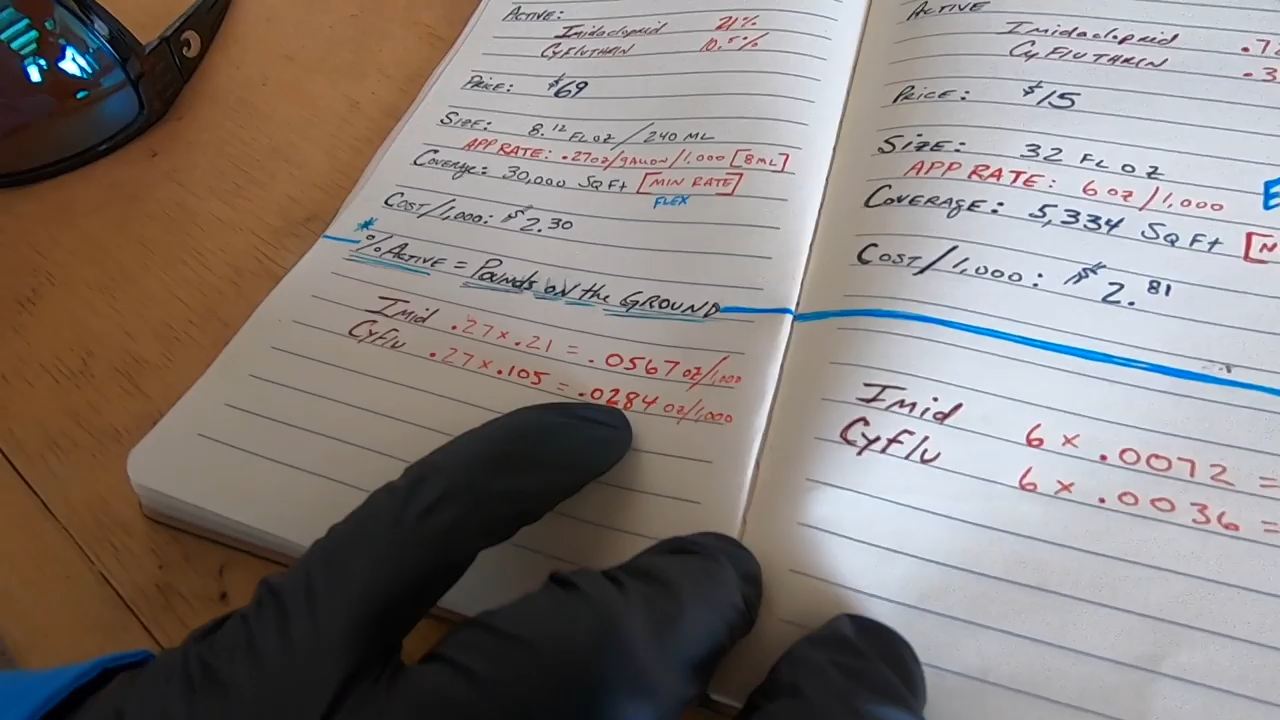 ACTIVE:
Imidacloprid 21%
CYFLUTHRIN 10.5%
PRICE: $69
SIZE: 8.12 FL OZ / 240 ML
APP RATE: .27oz/gALLON/1,000 [8ML]
COVERAGE: 30,000 SQ Ft [MIN RATE]
FLEX
COST/1,000: $2.30
* % ACTIVE = POUNDS ON the GROUND
Imid .27 x .21 = .0567 oz/1,000
CyFlu .27 x .105 = .0284 oz/1,000
ACTIVE
Imidacloprid .7
CYFLUTHRIN .3
PRICE: $15
SIZE: 32 FL OZ
APP RATE: 6 oz/1,000
COVERAGE: 5,334 SQ Ft
COST/1,000: $2.81
Imid 6 x .0072 =
CyFlu 6 x .0036 =